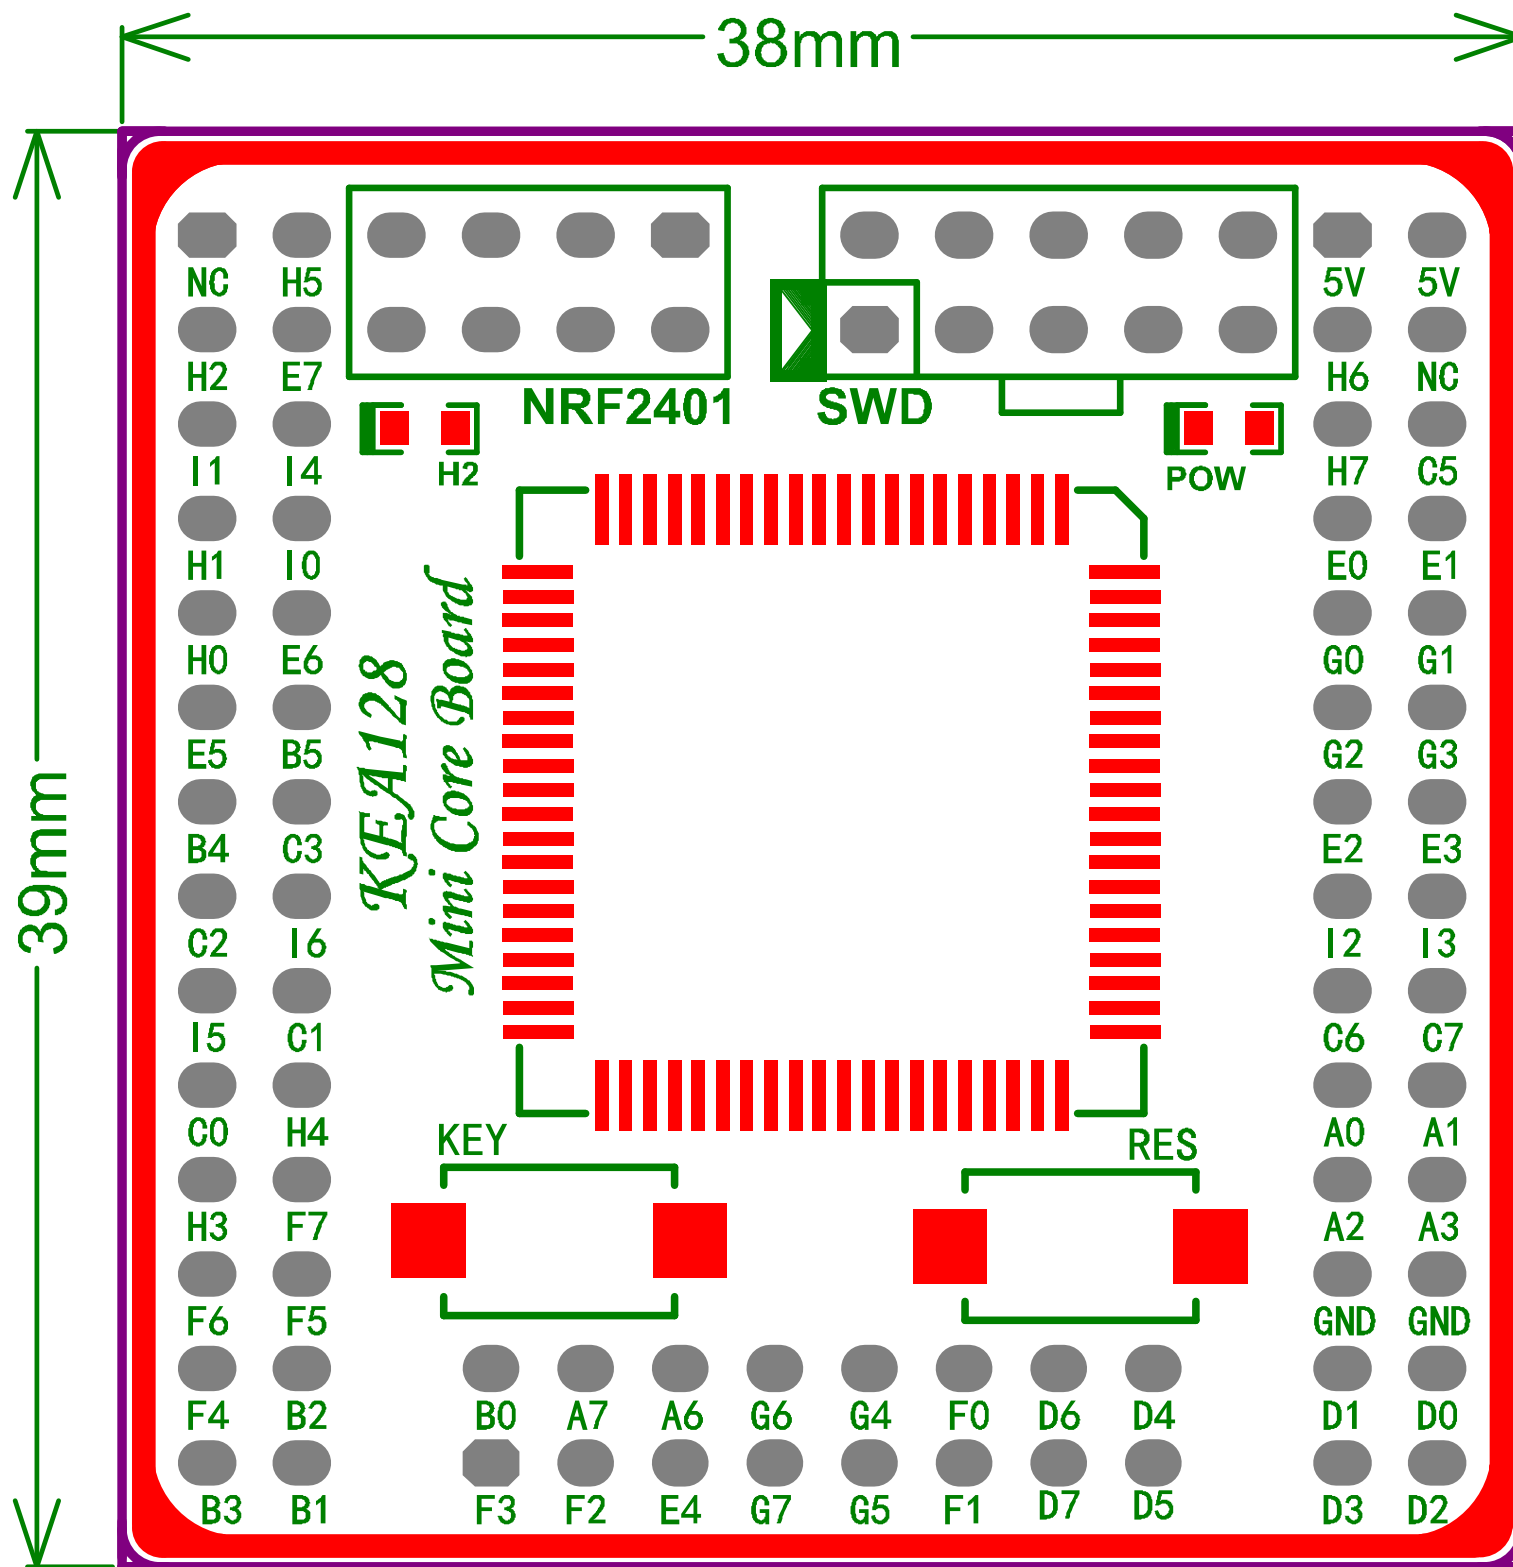 38mm
39mm
NC H5 5V 5V
H2 E7 H6 NC
NRF2401 SWD
H2 POW
I1 I4 H7 C5
H1 I0 E0 E1
H0 E6 G0 G1
E5 B5 G2 G3
B4 C3 E2 E3
KEA128
Mini Core Board
C2 I6 I2 I3
I5 C1 C6 C7
C0 H4 A0 A1
KEY RES
H3 F7 A2 A3
F6 F5 GND GND
F4 B2 B0 A7 A6 G6 G4 F0 D6 D4 D1 D0
B3 B1 F3 F2 E4 G7 G5 F1 D7 D5 D3 D2